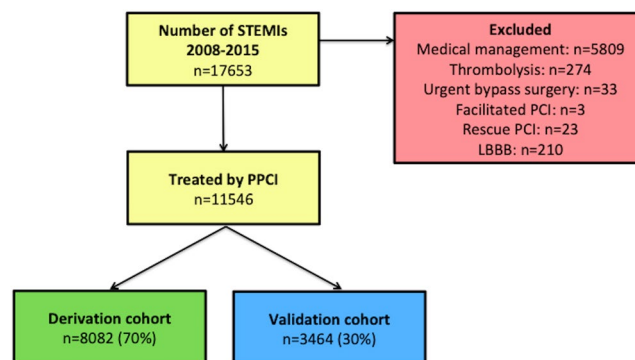 Number of STEMIs
2008-2015
n=17653
Excluded
Medical management: n=5809
Thrombolysis: n=274
Urgent bypass surgery: n=33
Facilitated PCI: n=3
Rescue PCI: n=23
LBBB: n=210
Treated by PPCI
n=11546
Derivation cohort
n=8082 (70%)
Validation cohort
n=3464 (30%)